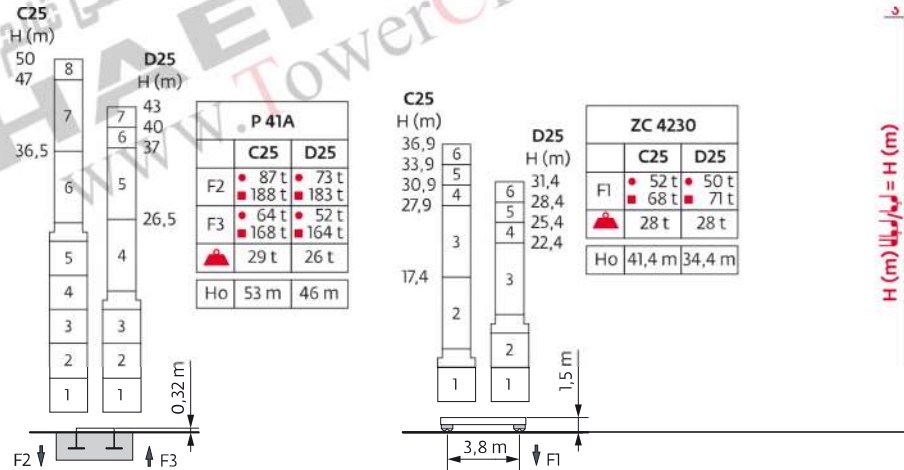 C25
H (m)
50
47
36,5
8
7
6
5
4
3
2
1
D25
H (m)
43
40
37
26,5
7
6
5
4
3
2
1
P 41A
C25 D25
F2 ● 87 t ● 73 t
■ 188 t ■ 183 t
F3 ● 64 t ● 52 t
■ 168 t ■ 164 t
29 t 26 t
Ho 53 m 46 m
0,32 m
F2 F3
C25
H (m)
36,9
33,9
30,9
27,9
17,4
6
5
4
3
2
1
D25
H (m)
31,4
28,4
25,4
22,4
6
5
4
3
2
1
ZC 4230
C25 D25
F1 ● 52 t ● 50 t
■ 68 t ■ 71 t
28 t 28 t
Ho 41,4 m 34,4 m
1,5 m
3,8 m
F1
= H (m)
H (m)
www.TowerC